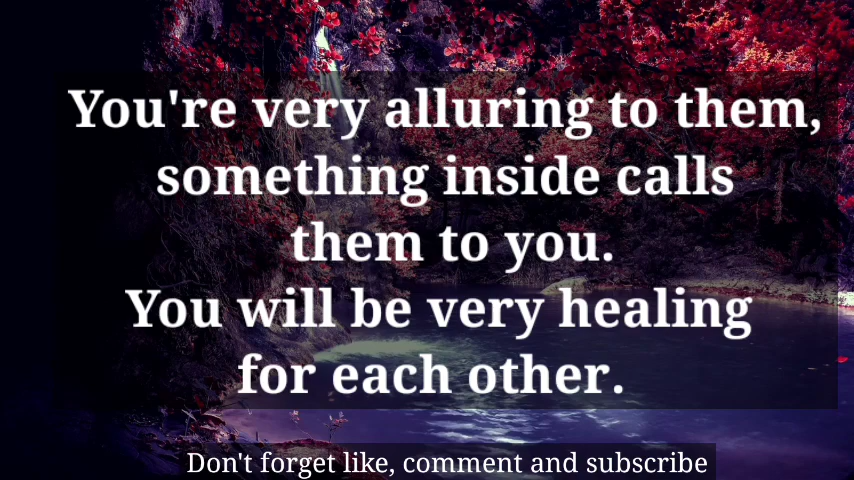 You're very alluring to them,
something inside calls
them to you.
You will be very healing
for each other.
Don't forget like, comment and subscribe